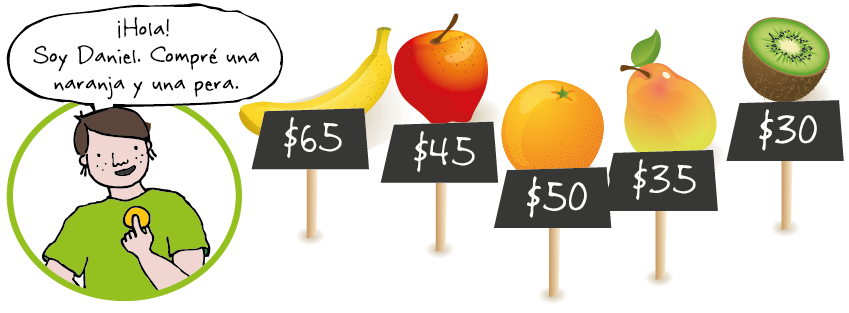 ¡Hola!
Soy Daniel. Compré una
naranja y una pera.
$65
$45
$50
$35
$30